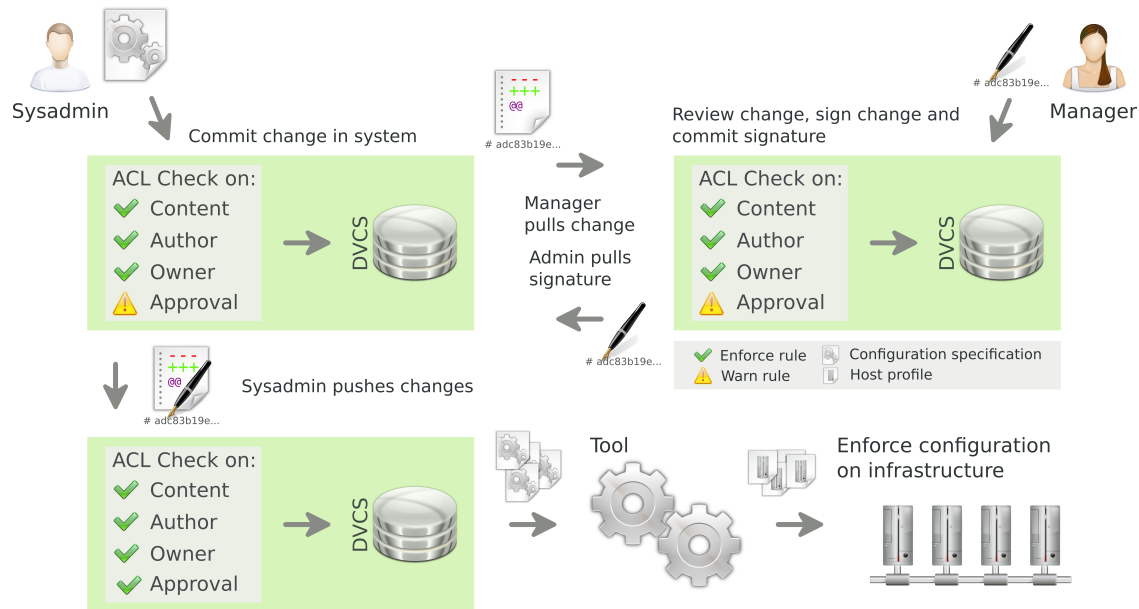 Sysadmin
Commit change in system
ACL Check on:
Content
Author
Owner
Approval
DVCS
- - -
+++
@@
# adc83b19e...
Manager
pulls change
Admin pulls
signature
# adc83b19e...
# adc83b19e...
Manager
Review change, sign change and
commit signature
ACL Check on:
Content
Author
Owner
Approval
DVCS
Enforce rule
Configuration specification
Warn rule
Host profile
- - -
+++
@@
# adc83b19e...
Sysadmin pushes changes
ACL Check on:
Content
Author
Owner
Approval
DVCS
Tool
Enforce configuration
on infrastructure